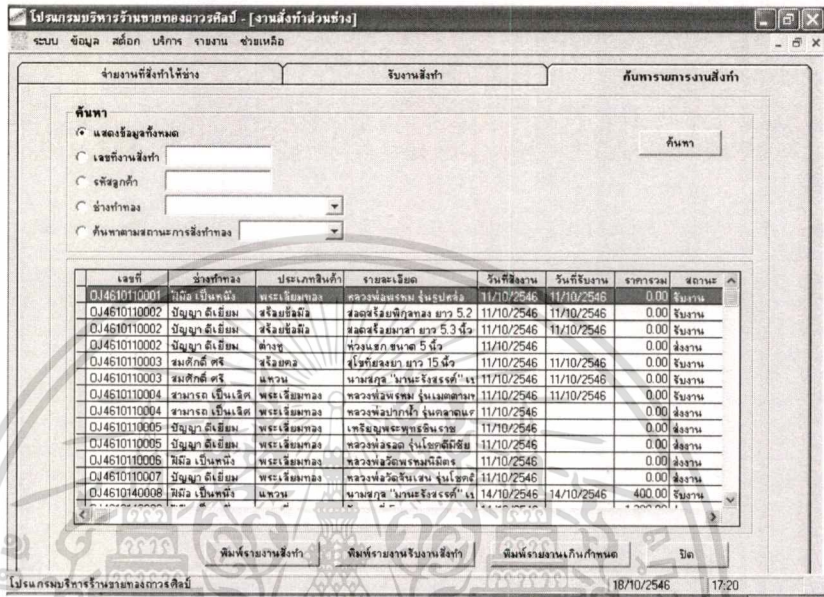 โปรแกรมบริหารร้านขายทองถาวรศิลป์ - [งานสั่งทำส่วนช่าง]
ระบบ ข้อมูล สต็อก บริการ รายงาน ช่วยเหลือ
จ่ายงานที่สั่งทำให้ช่าง รับงานสั่งทำ ค้นหารายการงานสั่งทำ
ค้นหา
แสดงข้อมูลทั้งหมด
ค้นหา
เลขที่งานสั่งทำ
รหัสลูกค้า
ช่างทำทอง
ค้นหาตามสถานะการสั่งทำทอง
เลขที่ ช่างทำทอง ประเภทสินค้า รายละเอียด วันที่สั่งงาน วันที่รับงาน ราคารวม สถานะ
OJ4610110001 ฝีมือ เป็นหนึ่ง พระเลี่ยมทอง หลวงพ่อพรหม รุ่นรูปหล่อ 11/10/2546 11/10/2546 0.00 รับงาน
OJ4610110002 ปัญญา ดีเยี่ยม สร้อยข้อมือ ลวดสร้อยพิกุลทอง ยาว 5.2 11/10/2546 11/10/2546 0.00 รับงาน
OJ4610110002 ปัญญา ดีเยี่ยม สร้อยข้อมือ ลวดสร้อยมาลา ยาว 5.3 นิ้ว 11/10/2546 11/10/2546 0.00 รับงาน
OJ4610110002 ปัญญา ดีเยี่ยม ต่างหู ห่วงแขก ขนาด 5 นิ้ว 11/10/2546 0.00 ส่งงาน
OJ4610110003 สมศักดิ์ ศรี สร้อยคอ สุโขทัยลงยา ยาว 15 นิ้ว 11/10/2546 11/10/2546 0.00 รับงาน
OJ4610110003 สมศักดิ์ ศรี แหวน นามสกุล "มานะรังสรรค์" 11/10/2546 11/10/2546 0.00 รับงาน
OJ4610110004 สามารถ เป็นเลิศ พระเลี่ยมทอง หลวงพ่อพรหม 11/10/2546 11/10/2546 0.00 รับงาน
OJ4610110004 สามารถ เป็นเลิศ พระเลี่ยมทอง หลวงพ่อปากน้ำ 11/10/2546 0.00 ส่งงาน
OJ4610110005 ปัญญา ดีเยี่ยม พระเลี่ยมทอง เหรียญพระพุทธชินราช 11/10/2546 0.00 ส่งงาน
OJ4610110005 ปัญญา ดีเยี่ยม พระเลี่ยมทอง หลวงพ่อรอด รุ่นโชคดีมีชัย 11/10/2546 0.00 ส่งงาน
OJ4610110006 ฝีมือ เป็นหนึ่ง พระเลี่ยมทอง หลวงพ่อวัดพรหมนิมิตร 11/10/2546 0.00 ส่งงาน
OJ4610110007 ปัญญา ดีเยี่ยม พระเลี่ยมทอง หลวงพ่อวัดจันเสน 11/10/2546 0.00 ส่งงาน
OJ4610140008 ฝีมือ เป็นหนึ่ง แหวน นามสกุล "มานะรังสรรค์" 14/10/2546 14/10/2546 400.00 รับงาน
พิมพ์รายงานสั่งทำ พิมพ์รายงานรับงานสั่งทำ พิมพ์รายงานเกินกำหนด ปิด
โปรแกรมบริหารร้านขายทองถาวรศิลป์ 18/10/2546 17:20